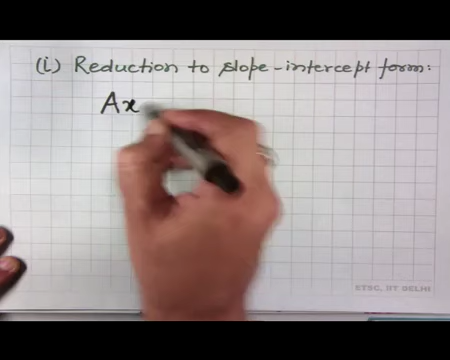 (i) Reduction to slope-intercept form:
Ax
ETSC, IIT DELHI